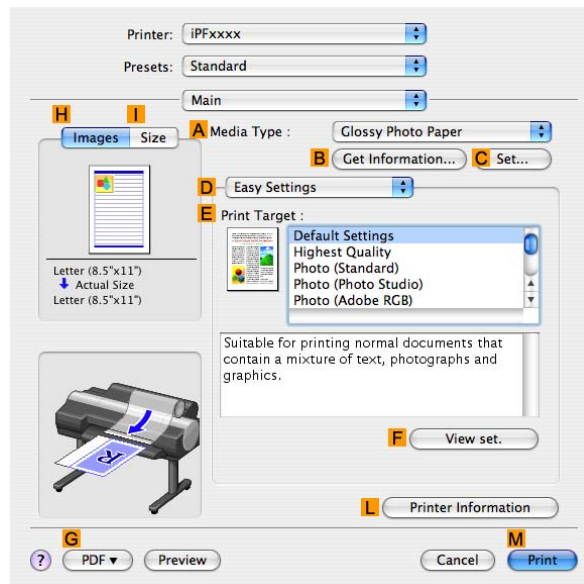 Printer: iPFxxxx
Presets: Standard
Main
H I
Images Size
A Media Type : Glossy Photo Paper
B Get Information... C Set...
D Easy Settings
E Print Target :
Default Settings
Highest Quality
Photo (Standard)
Photo (Photo Studio)
Photo (Adobe RGB)
Letter (8.5"x11")
Actual Size
Letter (8.5"x11")
Suitable for printing normal documents that
contain a mixture of text, photographs and
graphics.
F View set.
L Printer Information
G M
? PDF ▼ Preview Cancel Print